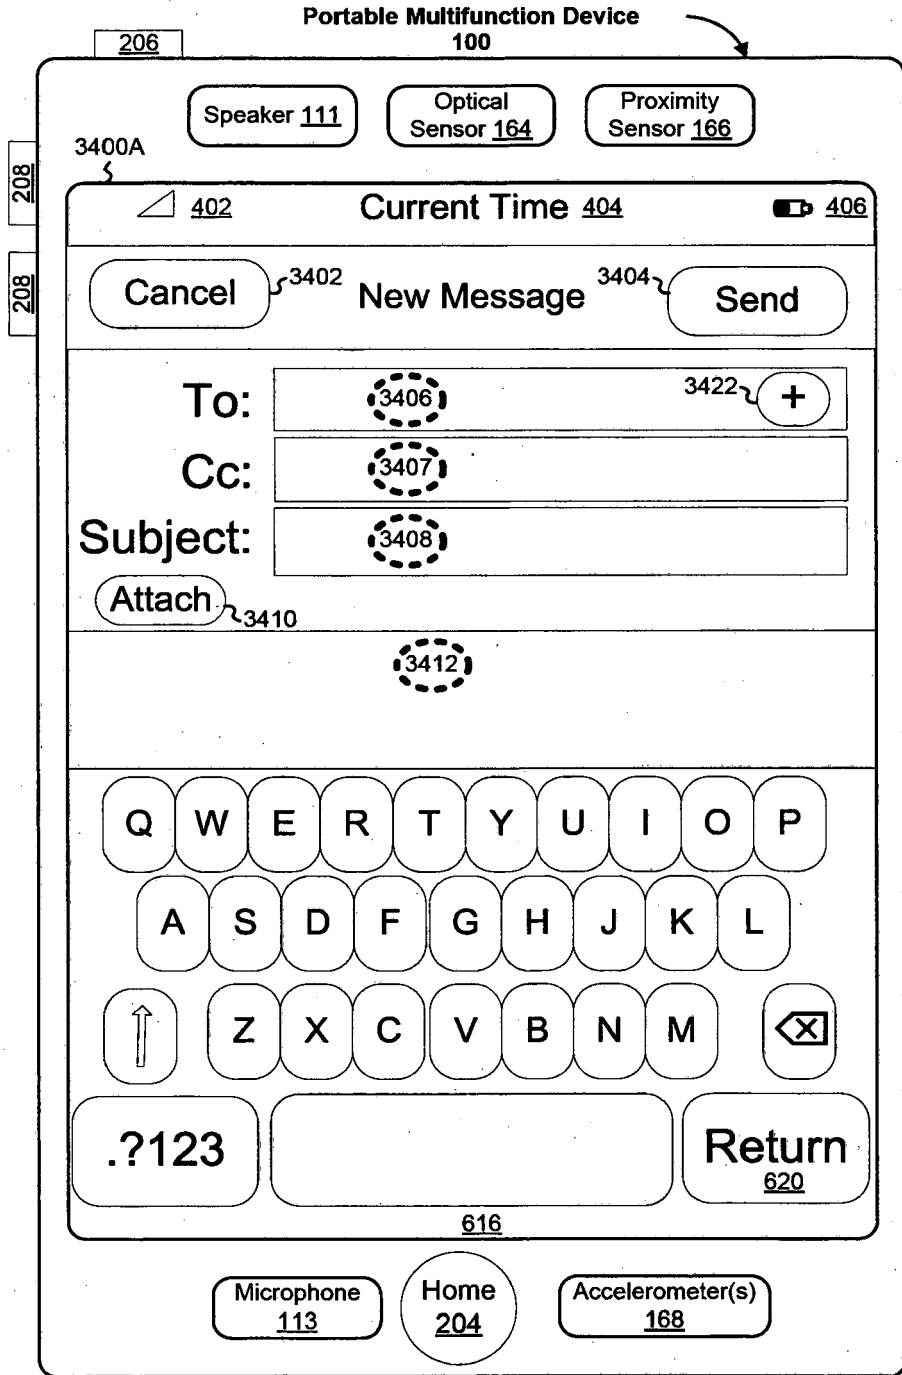 Portable Multifunction Device
206
100
Speaker 111
Optical
Sensor 164
Proximity
Sensor 166
3400A
208
402
Current Time 404
406
208
Cancel
3402
New Message
3404
Send
To:
3406
3422
+
Cc:
3407
Subject:
3408
Attach
3410
3412
Q W E R T Y U I O P
A S D F G H J K L
Z X C V B N M
.?123
Return
620
616
Microphone
113
Home
204
Accelerometer(s)
168